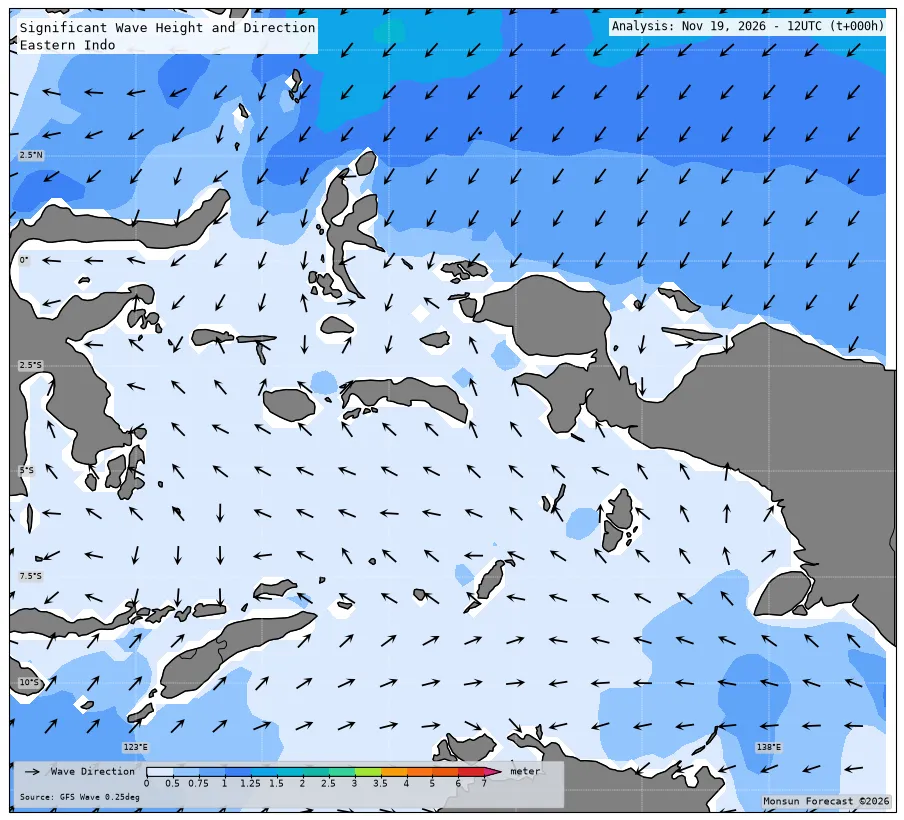 Significant Wave Height and Direction
Eastern Indo
Analysis: Nov 19, 2026 - 12UTC (t+000h)
2.5°N
0°
2.5°S
5°S
7.5°S
10°S
123°E
138°E
Wave Direction
meter
0 0.5 0.75 1 1.25 1.5 2 2.5 3 3.5 4 5 6 7
Source: GFS Wave 0.25deg
Monsun Forecast ©2026